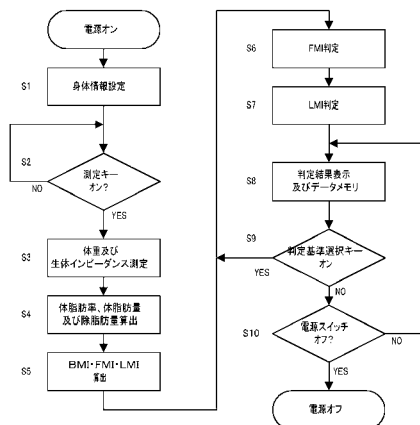 電源オン
S1
身体情報設定
S2
測定キー
オン?
NO
YES
S3
体重及び
生体インピーダンス測定
S4
体脂肪率、体脂肪量
及び除脂肪量算出
S5
BMI・FMI・LMI
算出
S6
FMI判定
S7
LMI判定
S8
判定結果表示
及びデータメモリ
S9
判定基準選択キー
オン
YES
NO
S10
電源スイッチ
オフ?
NO
YES
電源オフ